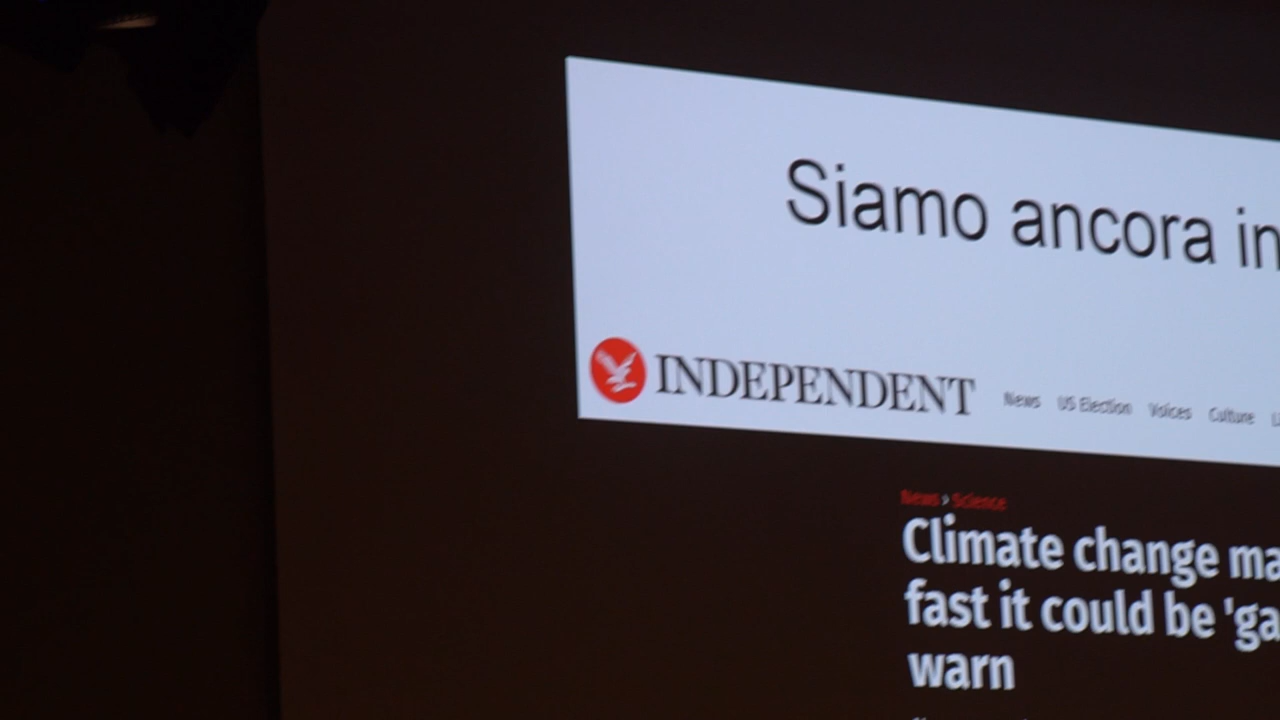 Siamo ancora in
INDEPENDENT
News US Election Voices Culture
News > Science
Climate change ma
fast it could be 'ga
warn